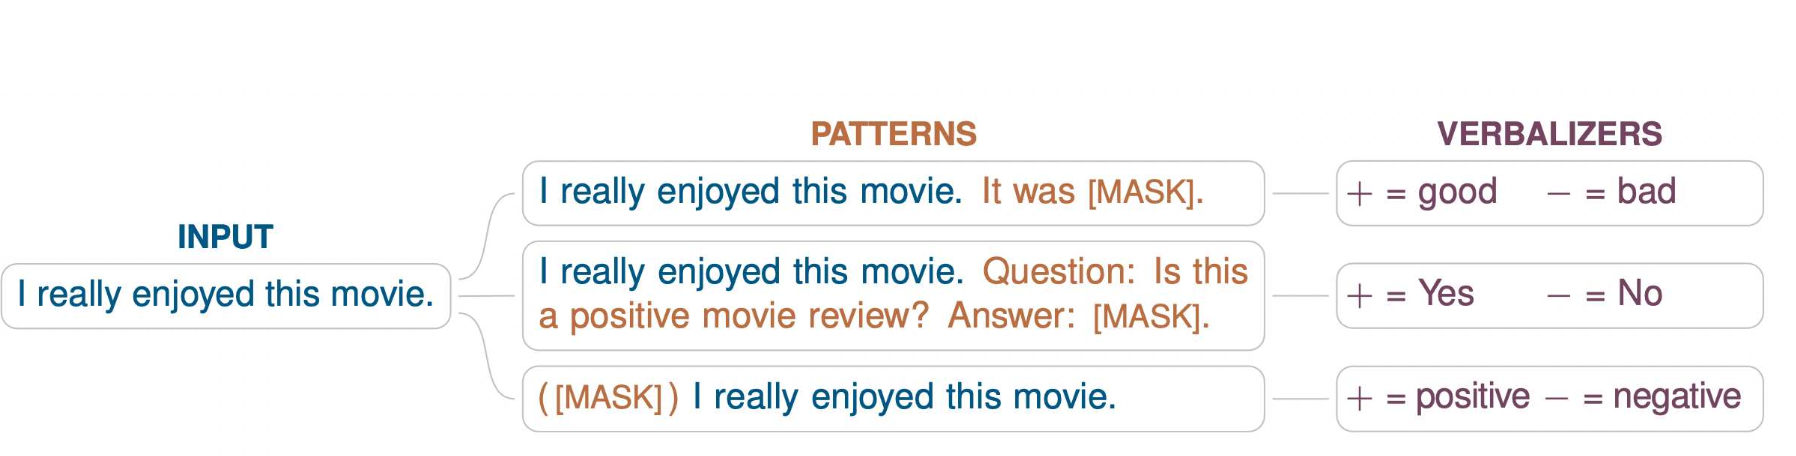 PATTERNS
VERBALIZERS
I really enjoyed this movie. It was [MASK].
+ = good − = bad
INPUT
I really enjoyed this movie.
I really enjoyed this movie. Question: Is this
a positive movie review? Answer: [MASK].
+ = Yes − = No
([MASK]) I really enjoyed this movie.
+ = positive − = negative